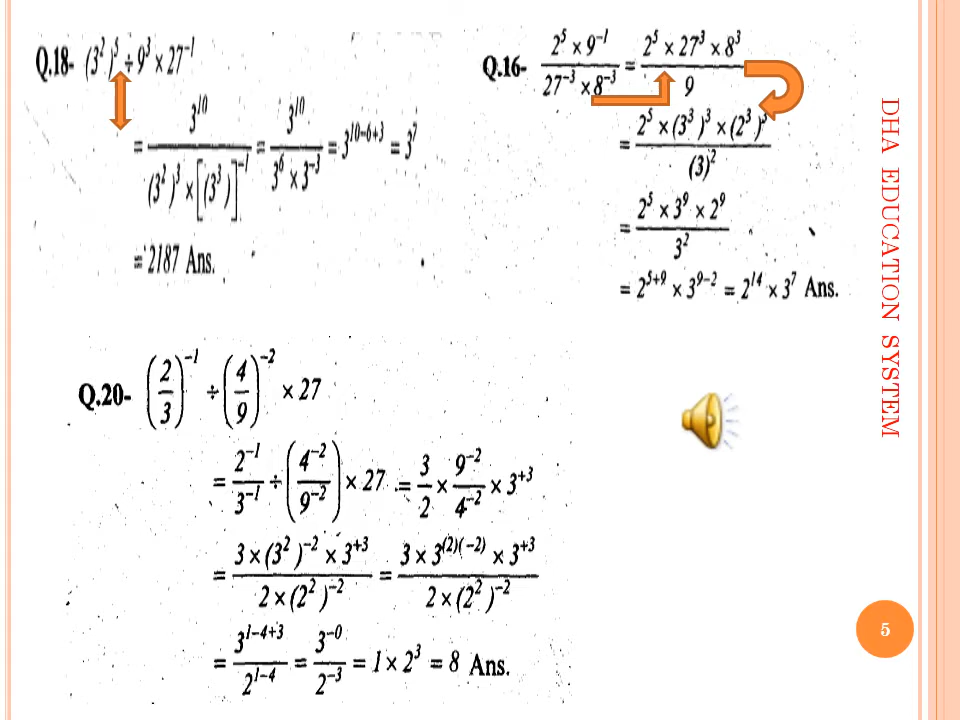 Q.18- (3²)⁵ ÷ 9³ × 27⁻¹
= 3¹⁰ / (3²)³ × [(3³)]⁻¹ = 3¹⁰ / 3⁶ × 3⁻³ = 3¹⁰⁻⁶⁺³ = 3⁷
= 2187 Ans.
Q.16- 2⁵ × 9⁻¹ / 27⁻³ × 8⁻³ = 2⁵ × 27³ × 8³ / 9
= 2⁵ × (3³)³ × (2³)³ / (3)²
= 2⁵ × 3⁹ × 2⁹ / 3²
= 2⁵⁺⁹ × 3⁹⁻² = 2¹⁴ × 3⁷ Ans.
Q.20- (2/3)⁻¹ ÷ (4/9)⁻² × 27
= 2⁻¹/3⁻¹ ÷ (4⁻²/9⁻²) × 27 = 3/2 × 9⁻²/4⁻² × 3⁺³
= 3 × (3²)⁻² × 3⁺³ / 2 × (2²)⁻² = 3 × 3⁽²⁾⁽⁻²⁾ × 3⁺³ / 2 × (2²)⁻²
= 3¹⁻⁴⁺³ / 2¹⁻⁴ = 3⁻⁰ / 2⁻³ = 1 × 2³ = 8 Ans.
DHA EDUCATION SYSTEM
5